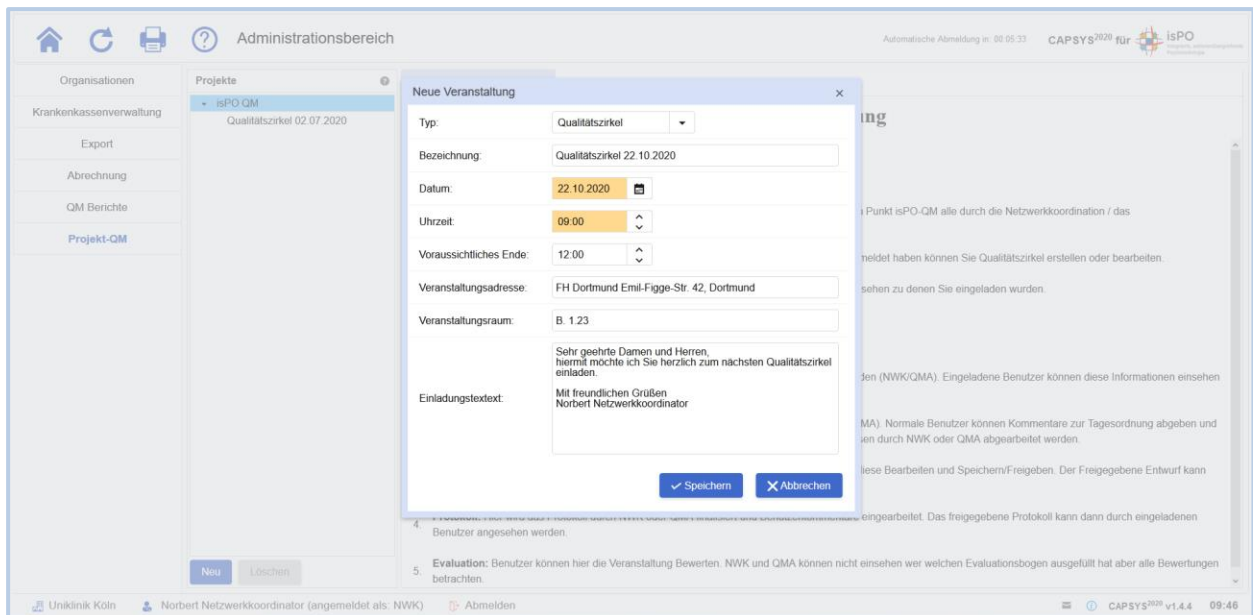 Administrationsbereich
Automatische Abmeldung in: 00:05:33
CAPSYS2020 für isPO
Organisationen
Krankenkassenverwaltung
Export
Abrechnung
QM Berichte
Projekt-QM
Projekte
isPO QM
Qualitätszirkel 02.07.2020
Neu
Löschen
Neue Veranstaltung
Typ:
Qualitätszirkel
Bezeichnung:
Qualitätszirkel 22.10.2020
Datum:
22.10.2020
Uhrzeit:
09:00
Voraussichtliches Ende:
12:00
Veranstaltungsadresse:
FH Dortmund Emil-Figge-Str. 42, Dortmund
Veranstaltungsraum:
B. 1.23
Einladungstextext:
Sehr geehrte Damen und Herren,
hiermit möchte ich Sie herzlich zum nächsten Qualitätszirkel
einladen.
Mit freundlichen Grüßen
Norbert Netzwerkkoordinator
Speichern
Abbrechen
ung
Punkt isPO-QM alle durch die Netzwerkkoordination / das
meldet haben können Sie Qualitätszirkel erstellen oder bearbeiten.
sehen zu denen Sie eingeladen wurden.
den (NWK/QMA). Eingeladene Benutzer können diese Informationen einsehen
MA). Normale Benutzer können Kommentare zur Tagesordnung abgeben und
sen durch NWK oder QMA abgearbeitet werden.
diese Bearbeiten und Speichern/Freigeben. Der Freigegebene Entwurf kann
4. eingearbeitet. Das freigegebene Protokoll kann dann durch eingeladenen
Benutzer angesehen werden.
5. Evaluation: Benutzer können hier die Veranstaltung Bewerten. NWK und QMA können nicht einsehen wer welchen Evaluationsbogen ausgefüllt hat aber alle Bewertungen
betrachten.
Uniklinik Köln
Norbert Netzwerkkoordinator (angemeldet als: NWK)
Abmelden
CAPSYS2020 v1.4.4
09:46